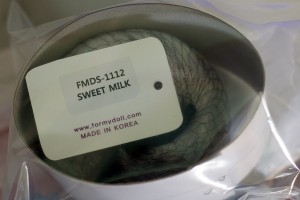 FMDS-1112
SWEET MILK
www.formydoll.com
MADE IN KOREA